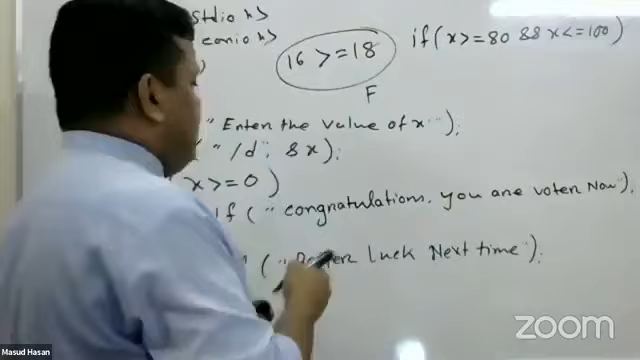 stdio h>
conio h>
)
16 >= 18
if(x>=80 && x<=100)
F
"Enter the value of x");
("/d", &x);
x>=0)
if("congratulations, you are voter Now");
("Better luck Next time");
Masud Hasan
zoom